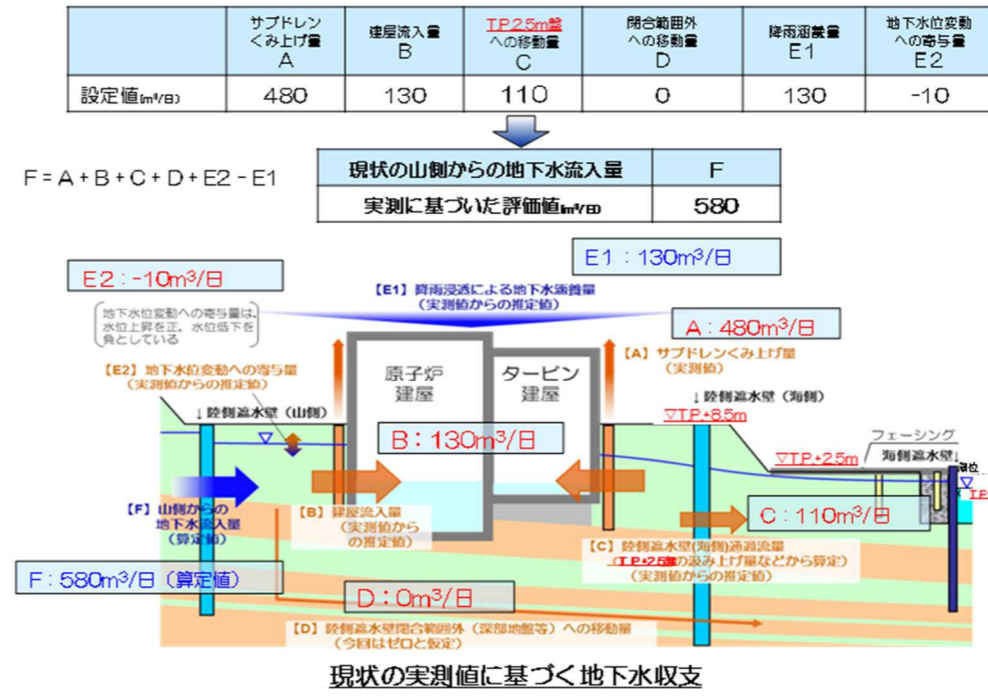 サブドレン
くみ上げ量
A
建屋流入量
B
T.P.2.5m盤
への移動量
C
閉合範囲外
への移動量
D
降雨涵養量
E1
地下水位変動
への寄与量
E2
設定値(m³/日) 480 130 110 0 130 -10
F=A+B+C+D+E2-E1
現状の山側からの地下水流入量 F
実測に基づいた評価値(m³/日) 580
E2：-10m³/日
E1：130m³/日
【E1】降雨浸透による地下水涵養量
（実測値からの推定値）
地下水位変動への寄与量は、
水位上昇を正、水位低下を
負としている
A：480m³/日
【A】サブドレンくみ上げ量
（実測値）
【E2】地下水位変動への寄与量
（実測値からの推定値）
原子炉
建屋
タービン
建屋
↓陸側遮水壁（山側）
↓陸側遮水壁（海側）
▽T.P.+8.5m
B：130m³/日
フェーシング
▽T.P.+2.5m
海側遮水壁↓
【F】山側からの
地下水流入量
（算定値）
【B】建屋流入量
（実測値から
の推定値）
C：110m³/日
【C】陸側遮水壁(海側)通過流量
（T.P.+2.5盤の汲み上げ量などから算定）
（実測値からの推定値）
F：580m³/日（算定値）
D：0m³/日
【D】陸側遮水壁閉合範囲外（深部地盤等）への移動量
（今回はゼロと仮定）
現状の実測値に基づく地下水収支